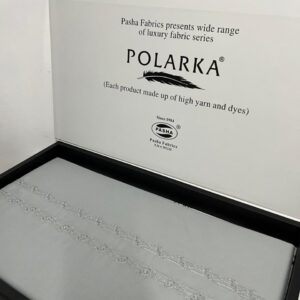 Pasha Fabrics presents wide range
of luxury fabric series
POLARKA®
(Each product made up of high yarn and dyes)
Since 1984
PASHA
Pasha Fabrics